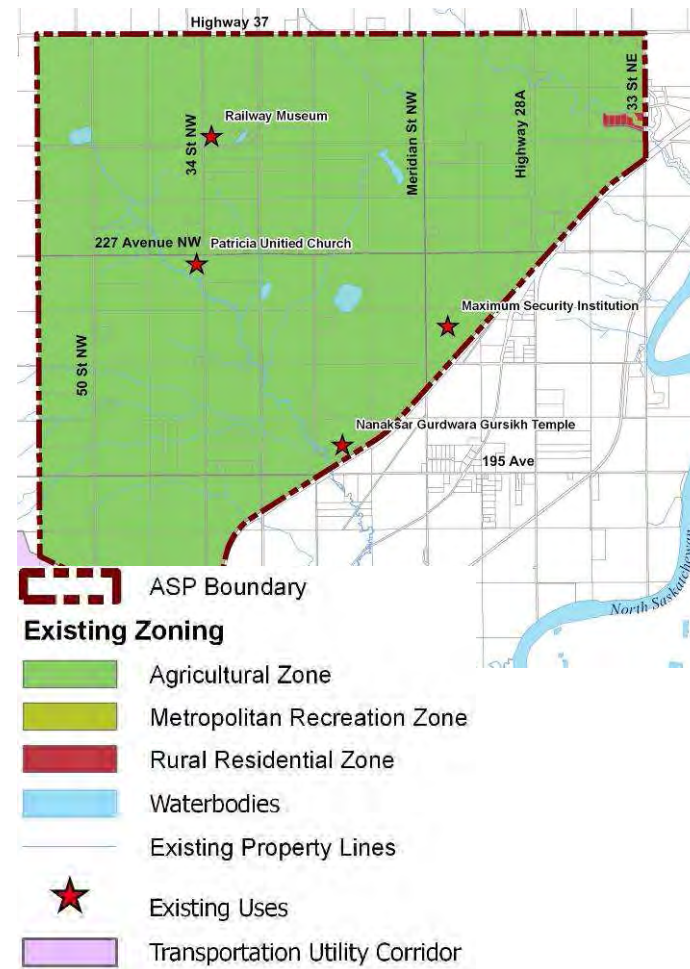 Highway 37
33 St NE
Railway Museum
34 St NW
Meridian St NW
Highway 28A
227 Avenue NW
Patricia Unitied Church
Maximum Security Institution
50 St NW
Nanaksar Gurdwara Gursikh Temple
195 Ave
North Saskatchewan
ASP Boundary
Existing Zoning
Agricultural Zone
Metropolitan Recreation Zone
Rural Residential Zone
Waterbodies
Existing Property Lines
Existing Uses
Transportation Utility Corridor